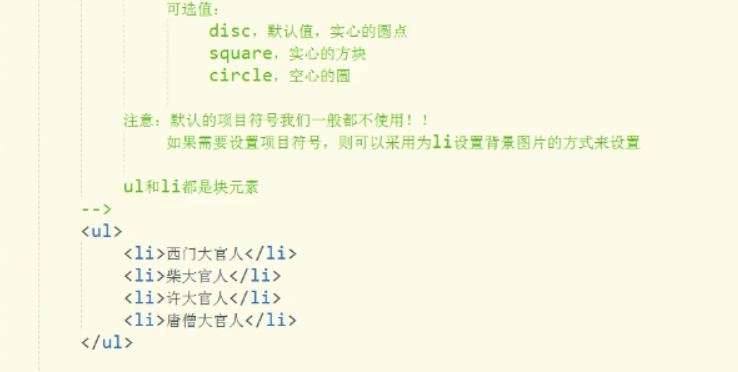 可选值：
disc，默认值，实心的圆点
square，实心的方块
circle，空心的圆
注意：默认的项目符号我们一般都不使用！！
如果需要设置项目符号，则可以采用为li设置背景图片的方式来设置
ul和li都是块元素
-->
<ul>
<li>西门大官人</li>
<li>柴大官人</li>
<li>许大官人</li>
<li>唐僧大官人</li>
</ul>